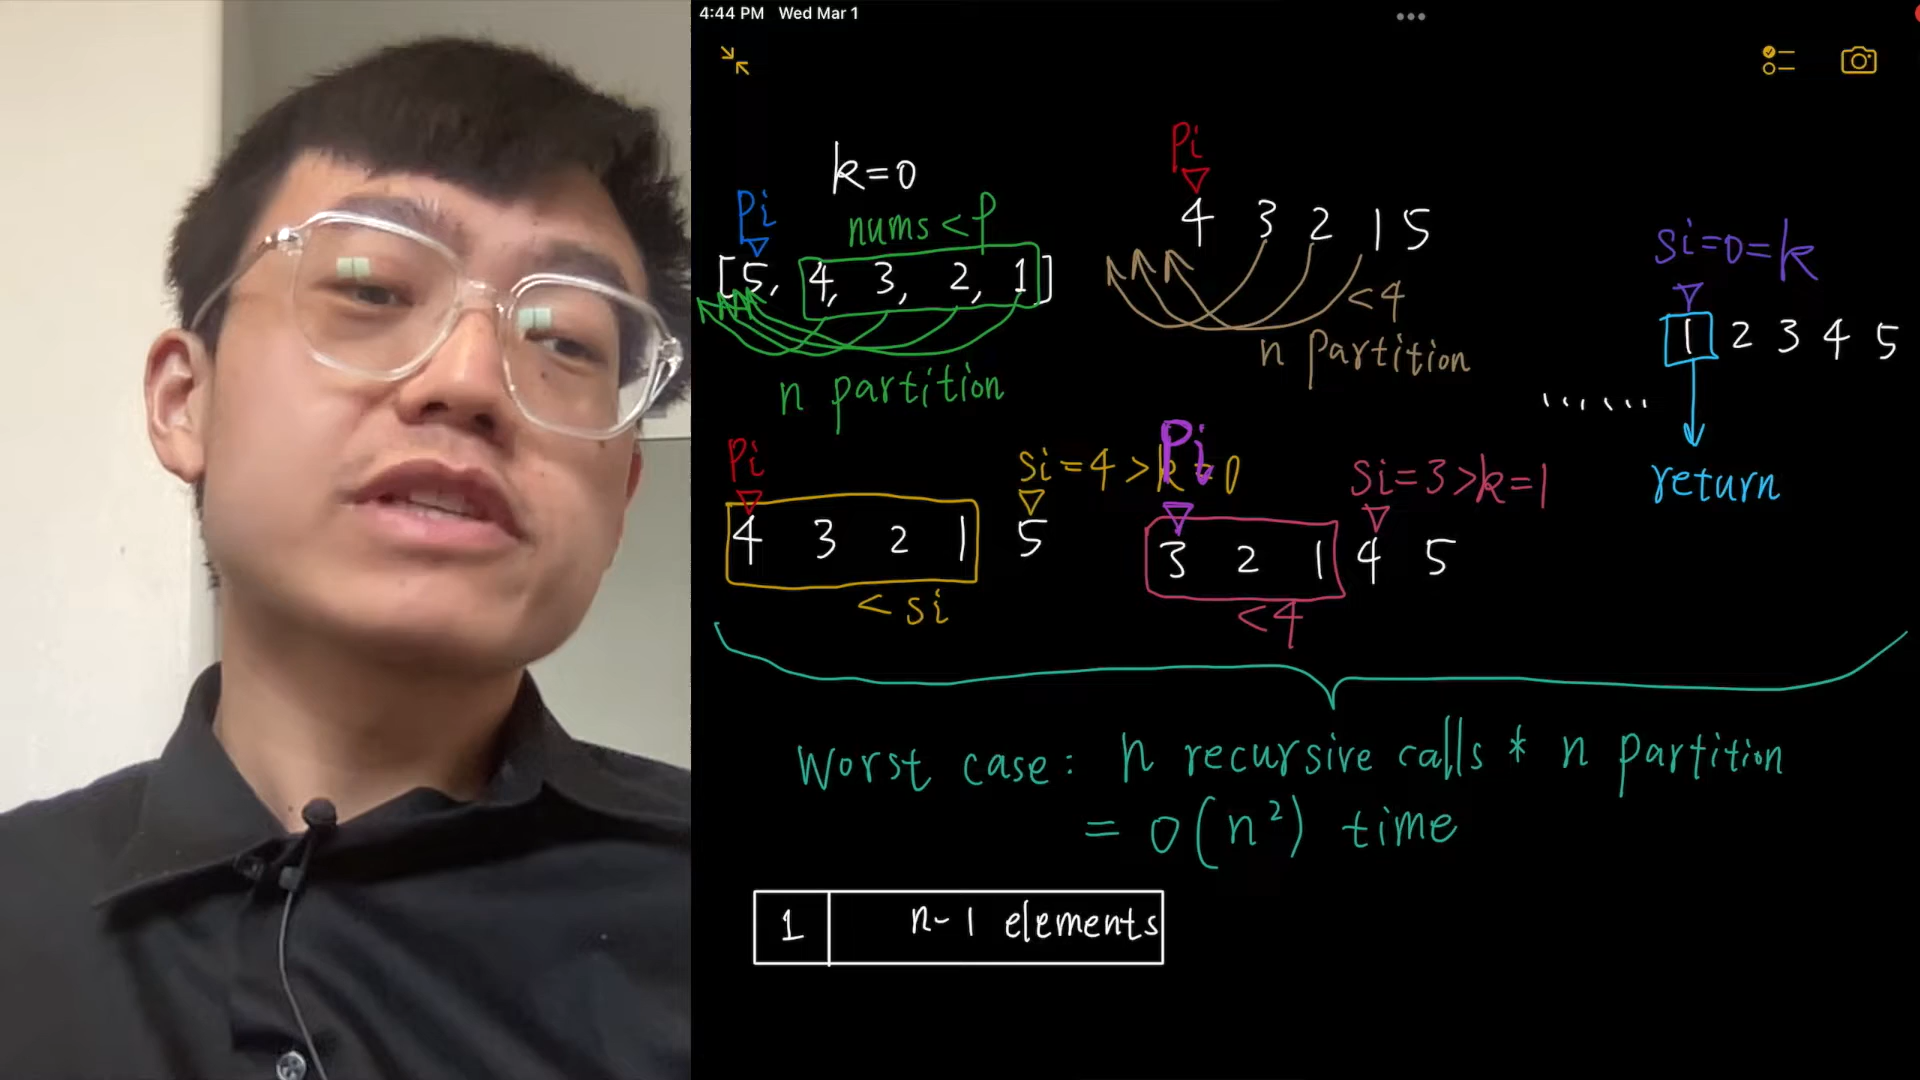 4:44 PM Wed Mar 1
k=0
Pi
nums < P
[5, 4, 3, 2, 1]
n partition
Pi
4 3 2 1 5
<4
n partition
si=0=k
1 2 3 4 5
......
return
Pi
si=4>k=0
4 3 2 1 5
< si
Pi
si=3>k=1
3 2 1 4 5
<4
Worst case: n recursive calls * n partition
= O(n²) time
1 n-1 elements